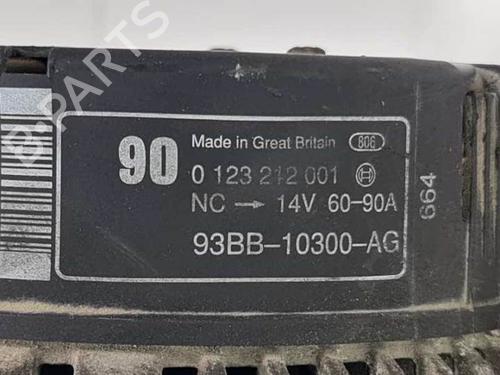 90
Made in Great Britain 806
0 123 212 001
NC → 14V 60-90A
93BB-10300-AG
664
B-PARTS